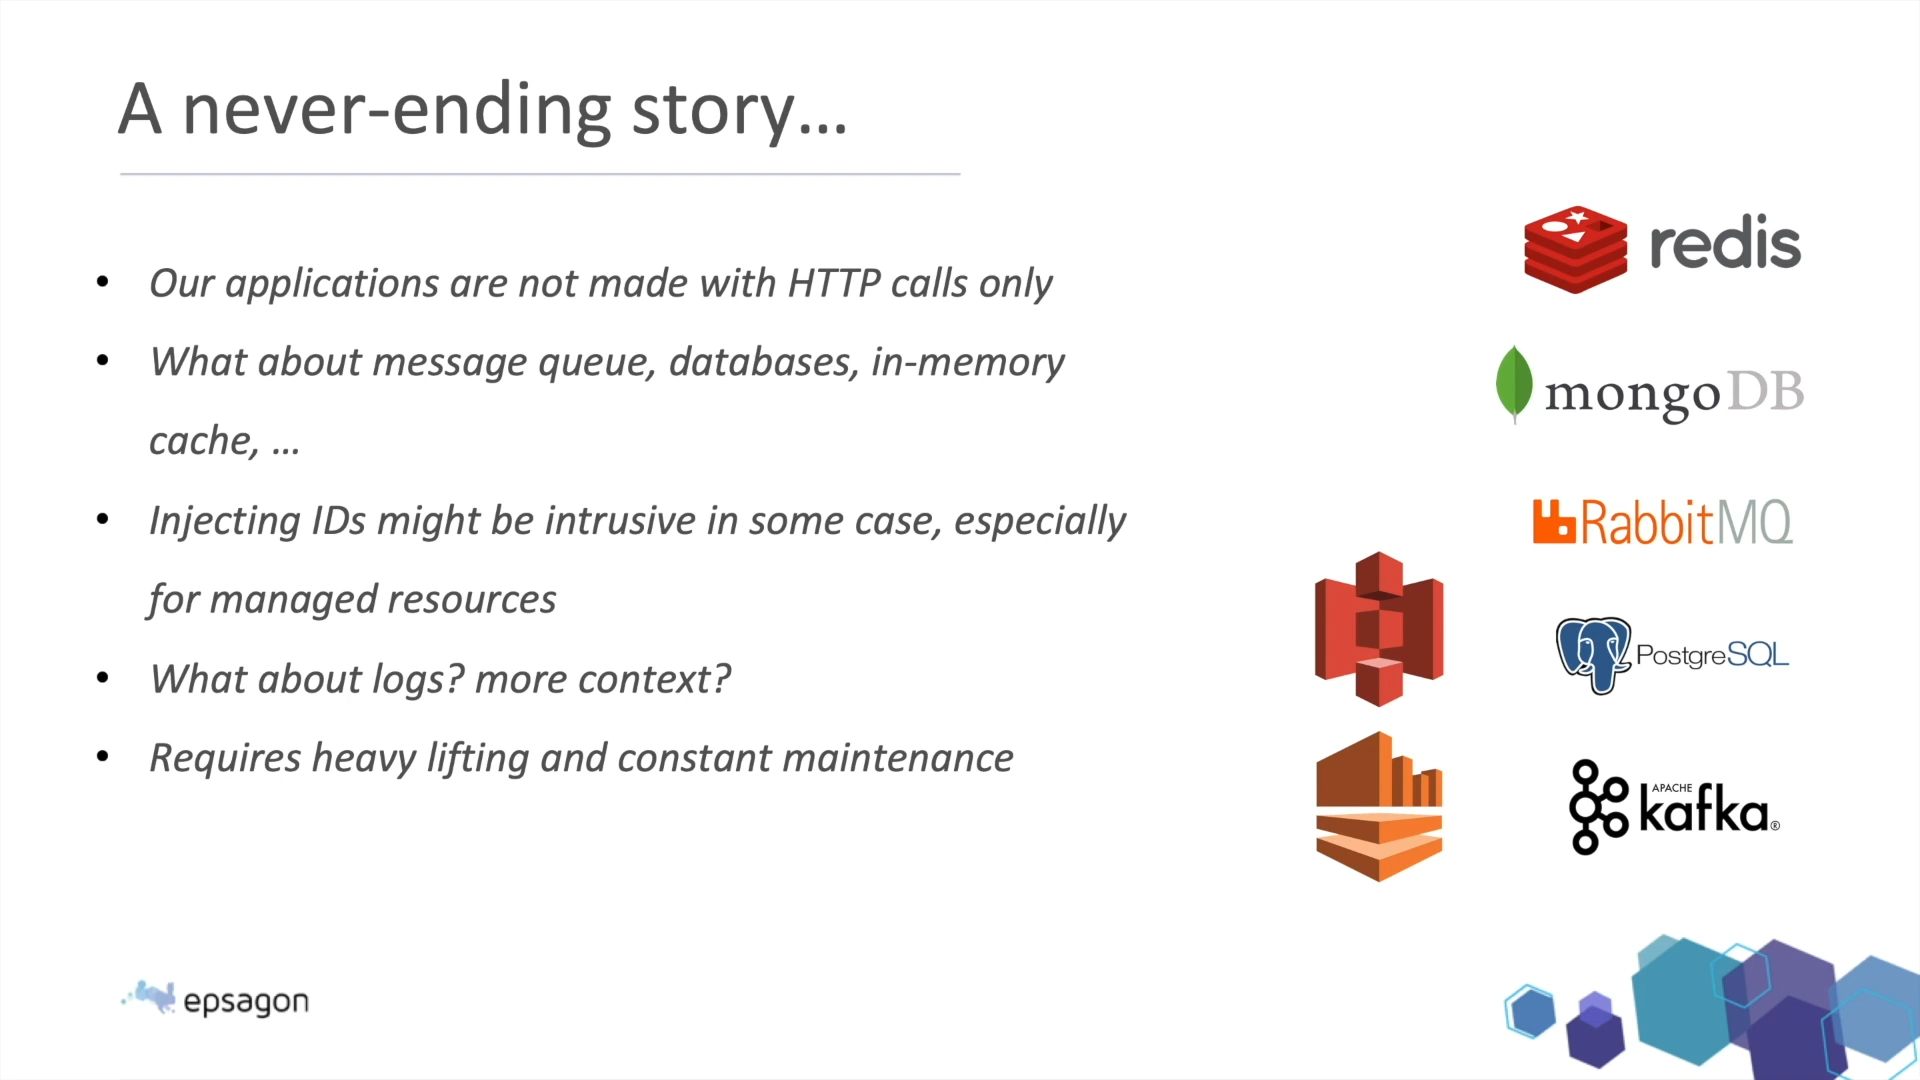 A never-ending story...
• Our applications are not made with HTTP calls only
• What about message queue, databases, in-memory
cache, ...
• Injecting IDs might be intrusive in some case, especially
for managed resources
• What about logs? more context?
• Requires heavy lifting and constant maintenance
redis
mongoDB
RabbitMQ
PostgreSQL
APACHE
kafka®
epsagon